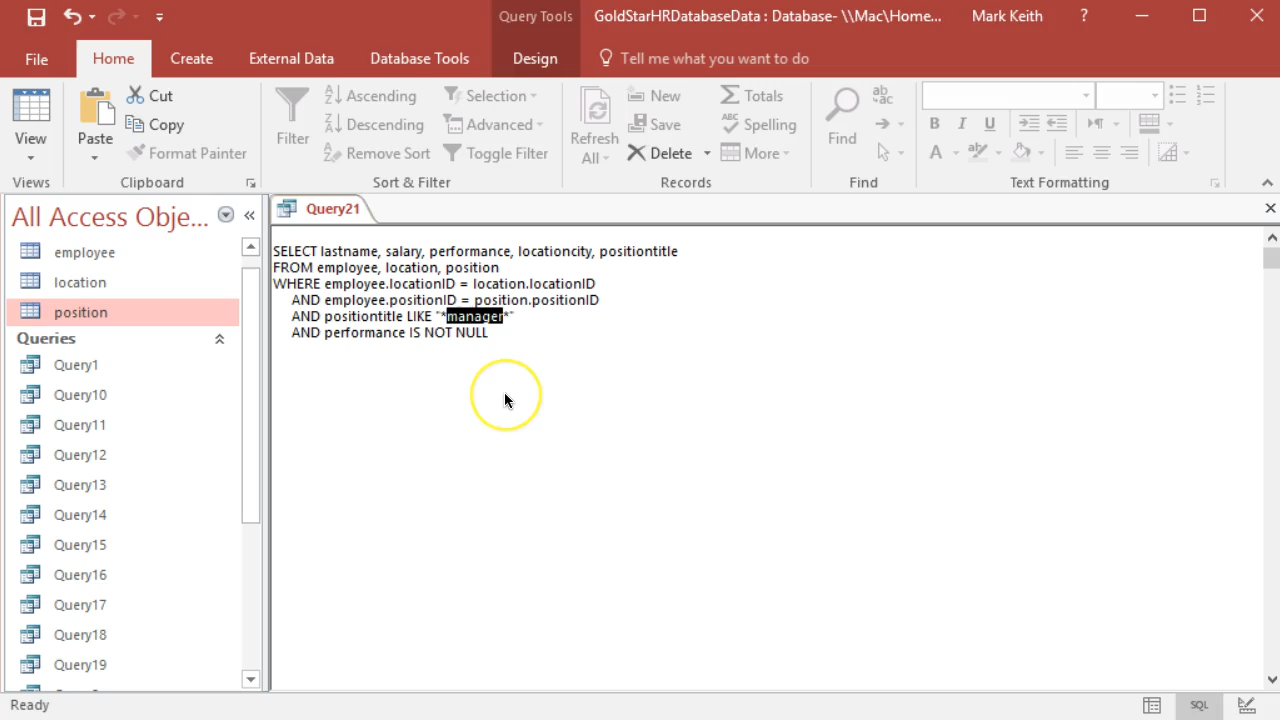 Query Tools
GoldStarHRDatabaseData : Database- \\Mac\Home...
Mark Keith
?
File
Home
Create
External Data
Database Tools
Design
Tell me what you want to do
View
Views
Paste
Cut
Copy
Format Painter
Clipboard
Filter
Ascending
Descending
Remove Sort
Selection
Advanced
Toggle Filter
Sort & Filter
Refresh
All
New
Save
Delete
Totals
Spelling
More
Records
Find
Find
B I U
A
Text Formatting
All Access Obje...
employee
location
position
Queries
Query1
Query10
Query11
Query12
Query13
Query14
Query15
Query16
Query17
Query18
Query19
Query21
SELECT lastname, salary, performance, locationcity, positiontitle
FROM employee, location, position
WHERE employee.locationID = location.locationID
AND employee.positionID = position.positionID
AND positiontitle LIKE "*manager*"
AND performance IS NOT NULL
Ready
SQL